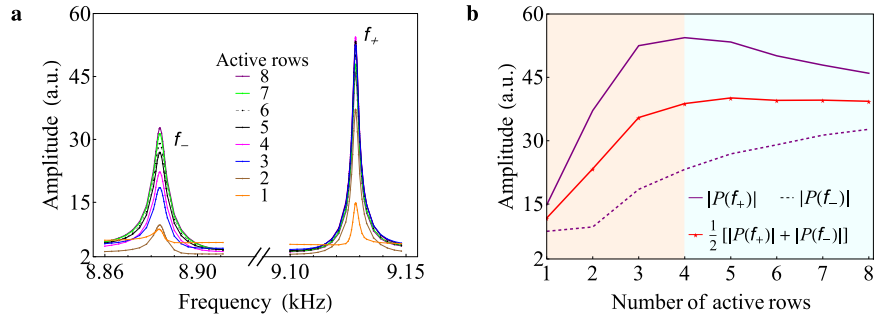 a
Amplitude (a.u.)
60
45
30
15
2
f₋
f₊
Active rows
8
7
6
5
4
3
2
1
8.86
8.90
9.10
9.15
Frequency (kHz)
b
Amplitude (a.u.)
60
45
30
15
2
|P(f₊)|
|P(f₋)|
1/2 [|P(f₊)| + |P(f₋)|]
1 2 3 4 5 6 7 8
Number of active rows